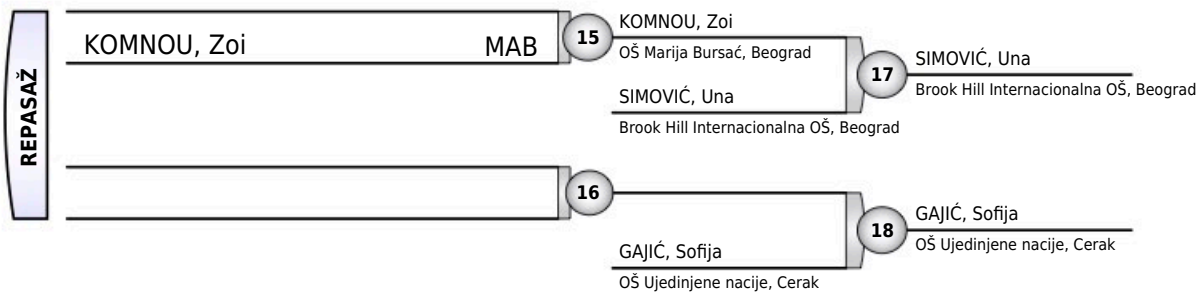 REPASAŽ
KOMNOU, Zoi MAB
15
KOMNOU, Zoi
OŠ Marija Bursać, Beograd
SIMOVIĆ, Una
Brook Hill Internacionalna OŠ, Beograd
17
SIMOVIĆ, Una
Brook Hill Internacionalna OŠ, Beograd
16
GAJIĆ, Sofija
OŠ Ujedinjene nacije, Cerak
18
GAJIĆ, Sofija
OŠ Ujedinjene nacije, Cerak